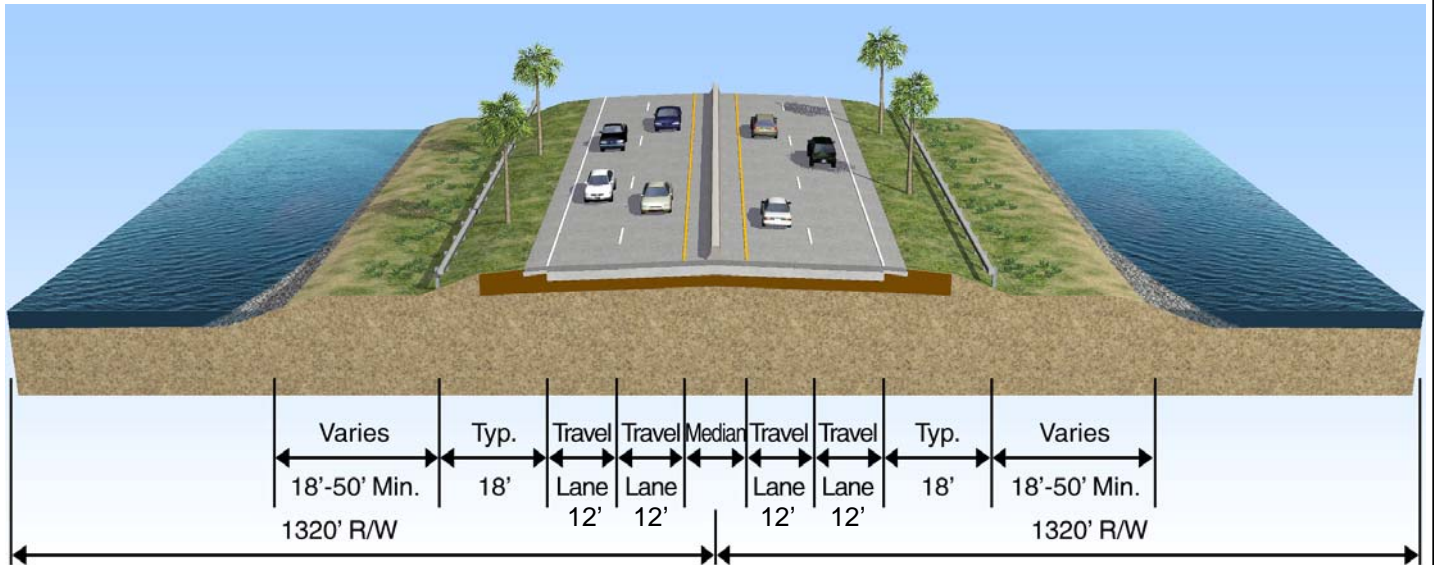 Varies Typ. Travel Travel Median Travel Travel Typ. Varies
18'-50' Min. 18' Lane Lane Lane Lane 18' 18'-50' Min.
12' 12' 12' 12'
1320' R/W 1320' R/W